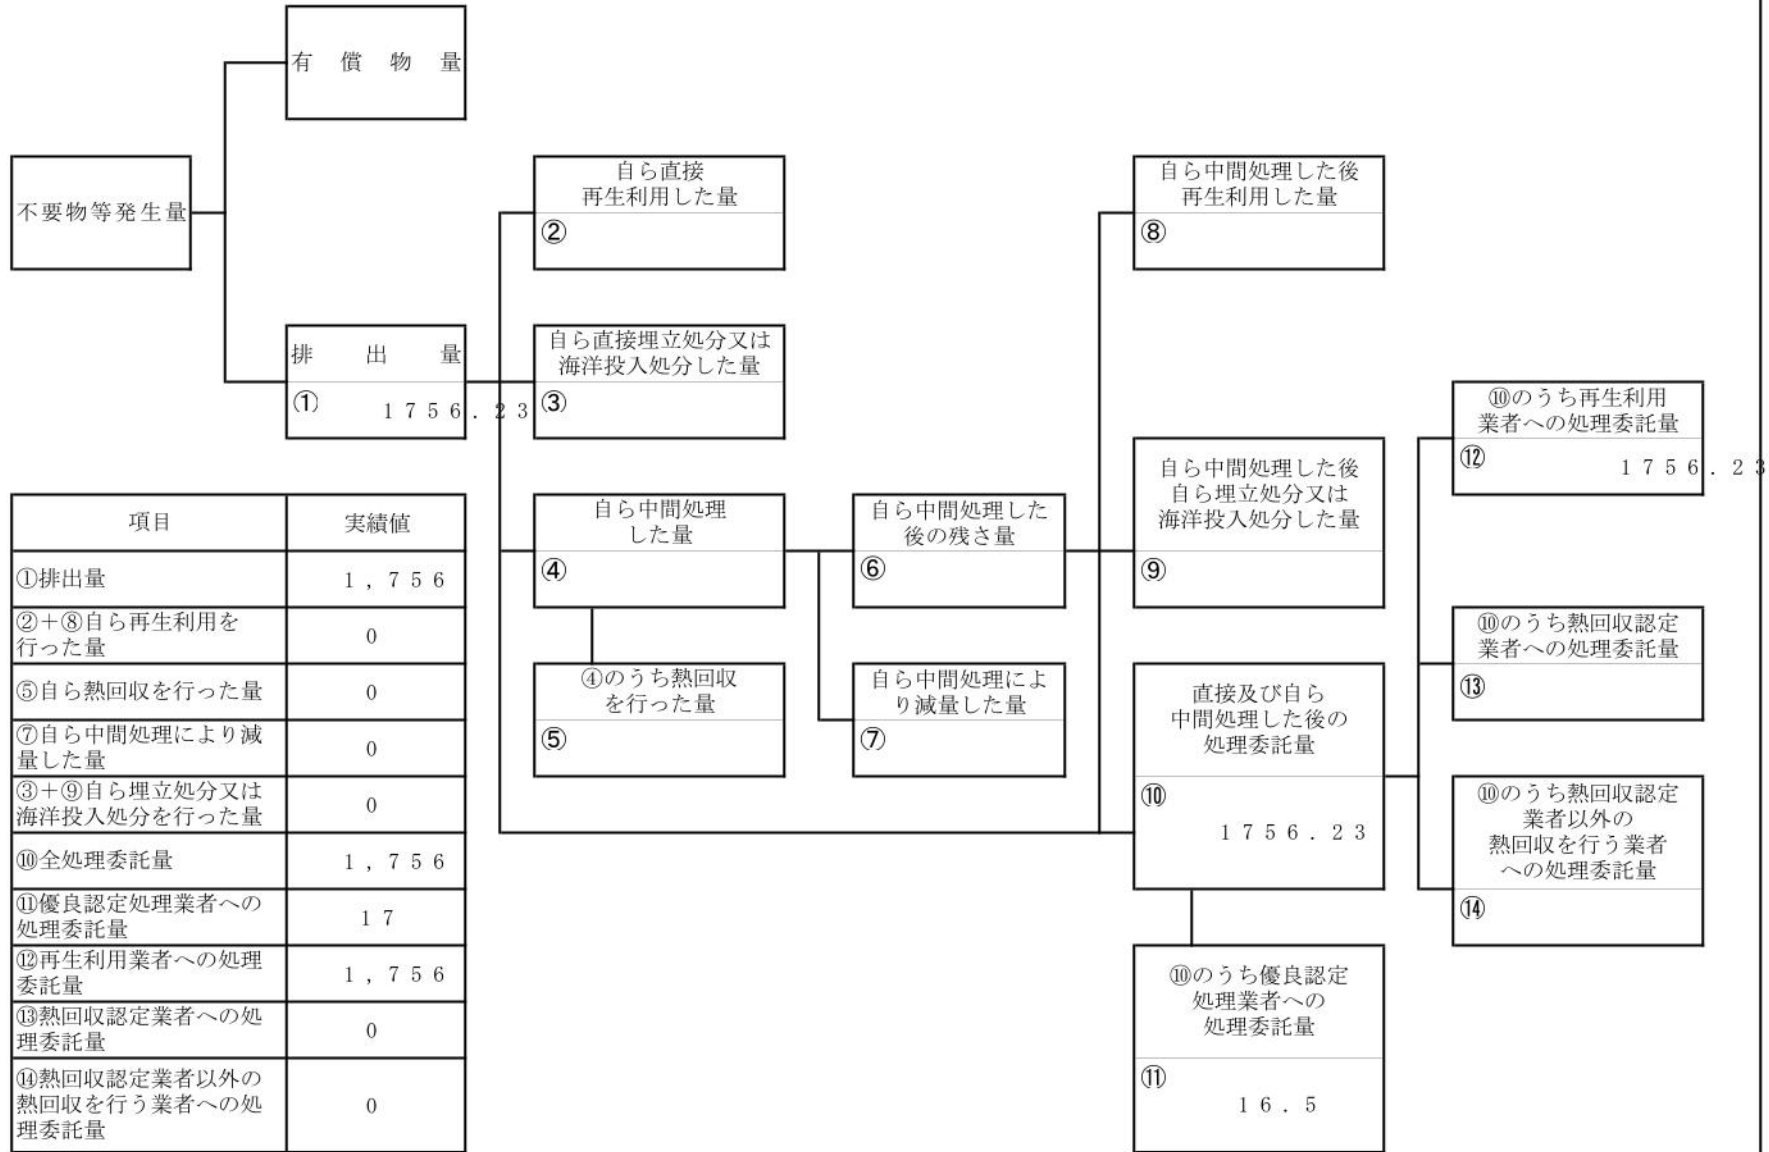 有償物量
不要物等発生量
排出量
① 1756.23
自ら直接
再生利用した量
②
自ら直接埋立処分又は
海洋投入処分した量
③
自ら中間処理
した量
④
④のうち熱回収
を行った量
⑤
自ら中間処理した
後の残さ量
⑥
自ら中間処理によ
り減量した量
⑦
自ら中間処理した後
再生利用した量
⑧
自ら中間処理した後
自ら埋立処分又は
海洋投入処分した量
⑨
直接及び自ら
中間処理した後の
処理委託量
⑩
1756.23
⑩のうち優良認定
処理業者への
処理委託量
⑪
16.5
⑩のうち再生利用
業者への処理委託量
⑫ 1756.23
⑩のうち熱回収認定
業者への処理委託量
⑬
⑩のうち熱回収認定
業者以外の
熱回収を行う業者
への処理委託量
⑭
項目 実績値
①排出量 1,756
②+⑧自ら再生利用を
行った量 0
⑤自ら熱回収を行った量 0
⑦自ら中間処理により減
量した量 0
③+⑨自ら埋立処分又は
海洋投入処分を行った量 0
⑩全処理委託量 1,756
⑪優良認定処理業者への
処理委託量 17
⑫再生利用業者への処理
委託量 1,756
⑬熱回収認定業者への処
理委託量 0
⑭熱回収認定業者以外の
熱回収を行う業者への処
理委託量 0